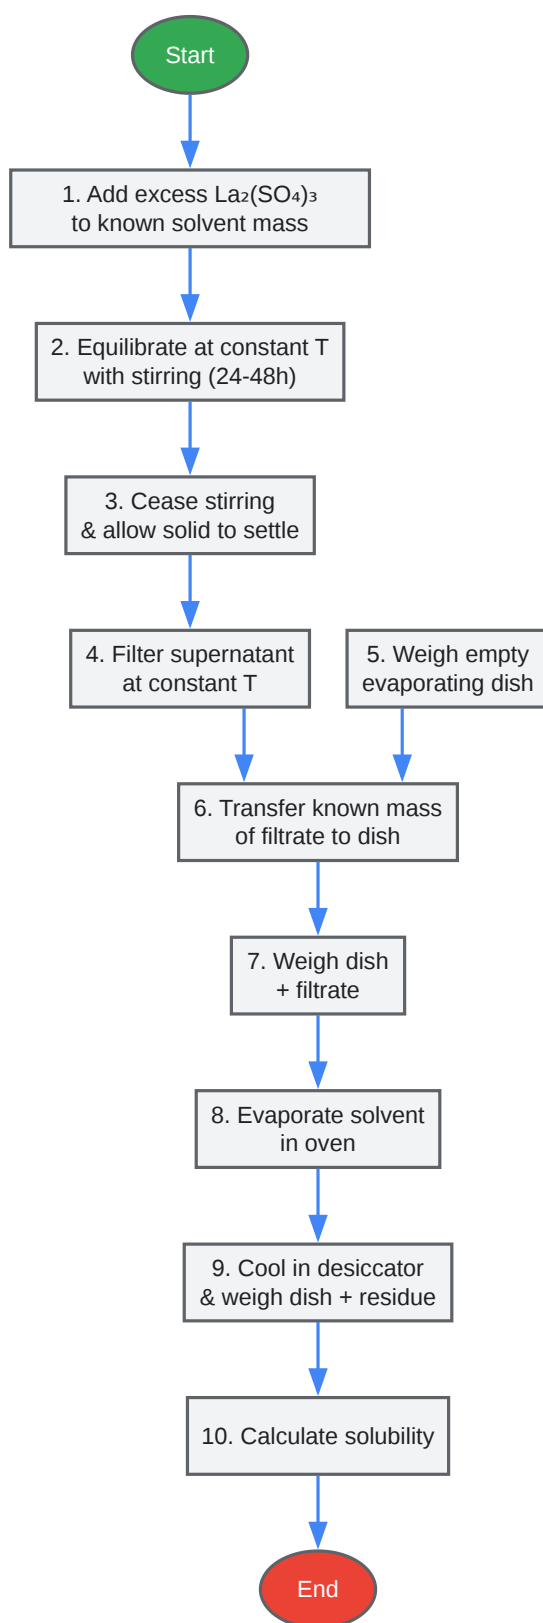 Start
1. Add excess La₂(SO₄)₃
to known solvent mass
2. Equilibrate at constant T
with stirring (24-48h)
3. Cease stirring
& allow solid to settle
4. Filter supernatant
at constant T
5. Weigh empty
evaporating dish
6. Transfer known mass
of filtrate to dish
7. Weigh dish
+ filtrate
8. Evaporate solvent
in oven
9. Cool in desiccator
& weigh dish + residue
10. Calculate solubility
End